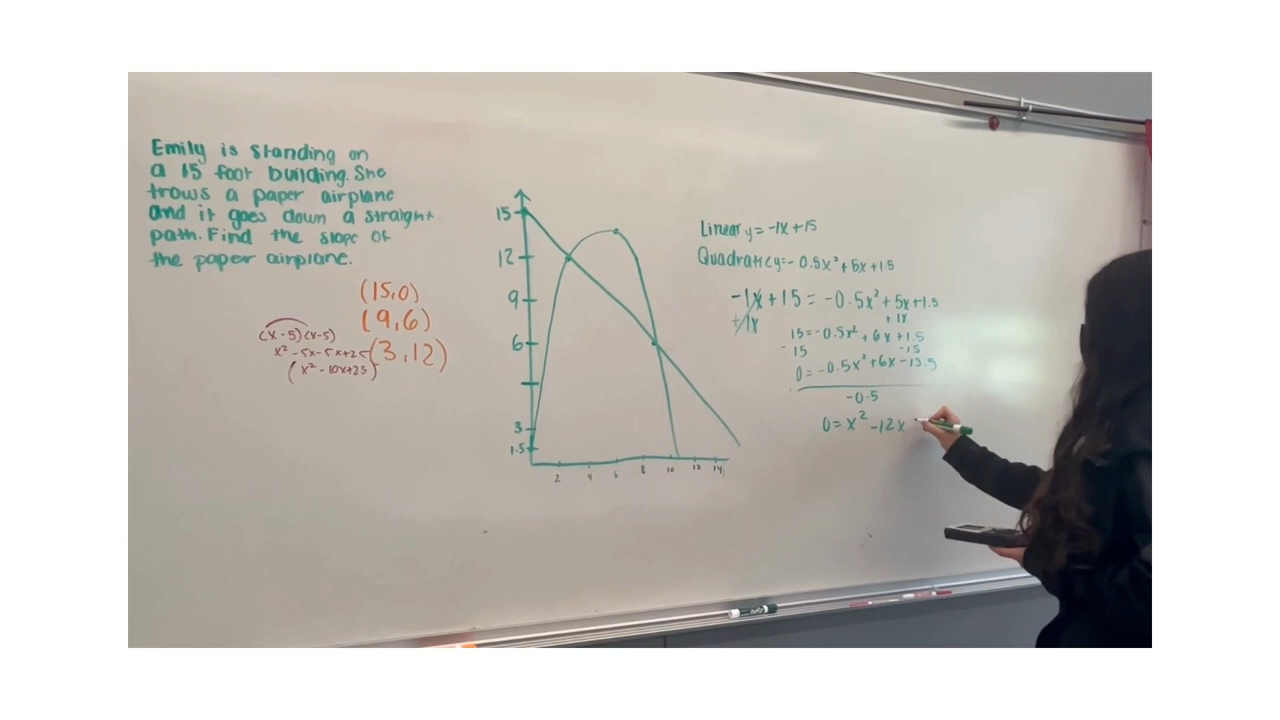 Emily is standing on
a 15 foot building. She
trows a paper airplane
and it goes down a straight
path. Find the slope of
the paper airplane.
(15,0)
(9,6)
(3,12)
(x-5)(x-5)
x²-5x-5x+25
(x²-10x+25)
15
12
9
6
3
1.5
2 4 6 8 10 12 14
Linear y=-1x+15
Quadratic y=-0.5x²+5x+1.5
-1x+15=-0.5x²+5x+1.5
+1x +1x
15=-0.5x²+6x+1.5
-15 -15
0=-0.5x²+6x-13.5
-0.5
0=x²-12x